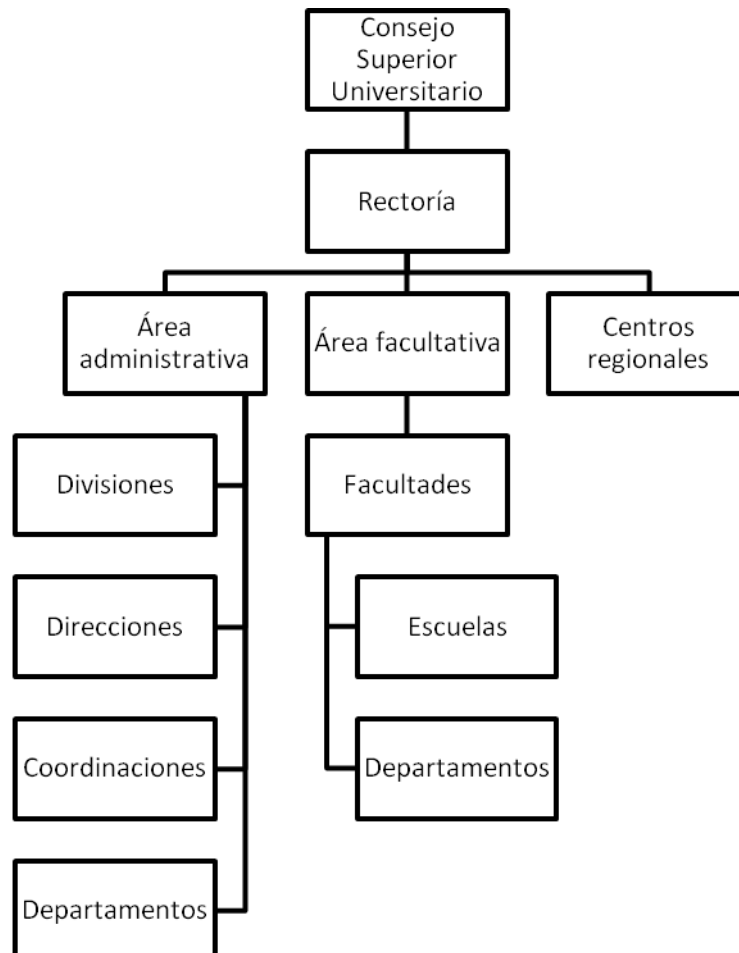 Consejo
Superior
Universitario
Rectoría
Área
administrativa
Área facultativa
Centros
regionales
Divisiones
Facultades
Direcciones
Escuelas
Coordinaciones
Departamentos
Departamentos